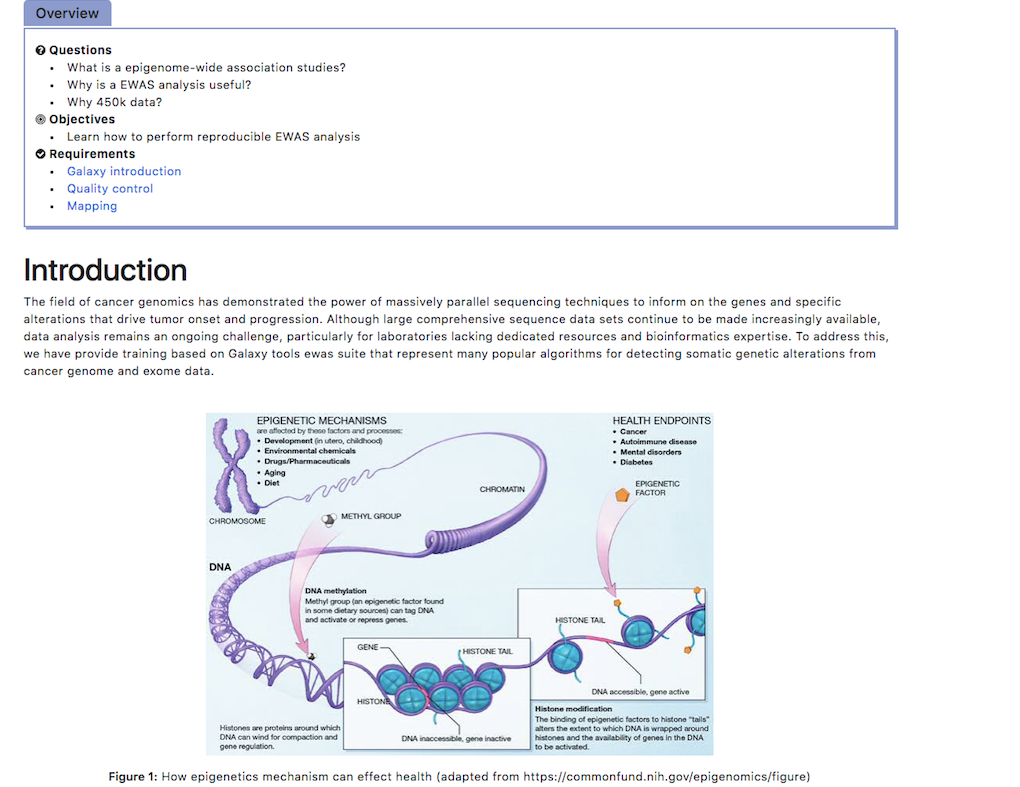 Overview
Questions
What is a epigenome-wide association studies?
Why is a EWAS analysis useful?
Why 450k data?
Objectives
Learn how to perform reproducible EWAS analysis
Requirements
Galaxy introduction
Quality control
Mapping
Introduction
The field of cancer genomics has demonstrated the power of massively parallel sequencing techniques to inform on the genes and specific
alterations that drive tumor onset and progression. Although large comprehensive sequence data sets continue to be made increasingly available,
data analysis remains an ongoing challenge, particularly for laboratories lacking dedicated resources and bioinformatics expertise. To address this,
we have provide training based on Galaxy tools ewas suite that represent many popular algorithms for detecting somatic genetic alterations from
cancer genome and exome data.
EPIGENETIC MECHANISMS
are affected by these factors and processes:
• Development (in utero, childhood)
• Environmental chemicals
• Drugs/Pharmaceuticals
• Aging
• Diet
HEALTH ENDPOINTS
• Cancer
• Autoimmune disease
• Mental disorders
• Diabetes
EPIGENETIC
FACTOR
CHROMATIN
CHROMOSOME
METHYL GROUP
DNA
DNA methylation
Methyl group (an epigenetic factor found
in some dietary sources) can tag DNA
and activate or repress genes.
HISTONE TAIL
GENE
HISTONE TAIL
HISTONE
DNA accessible, gene active
DNA inaccessible, gene inactive
Histones are proteins around which
DNA can wind for compaction and
gene regulation.
Histone modification
The binding of epigenetic factors to histone "tails"
alters the extent to which DNA is wrapped around
histones and the availability of genes in the DNA
to be activated.
Figure 1: How epigenetics mechanism can effect health (adapted from https://commonfund.nih.gov/epigenomics/figure)